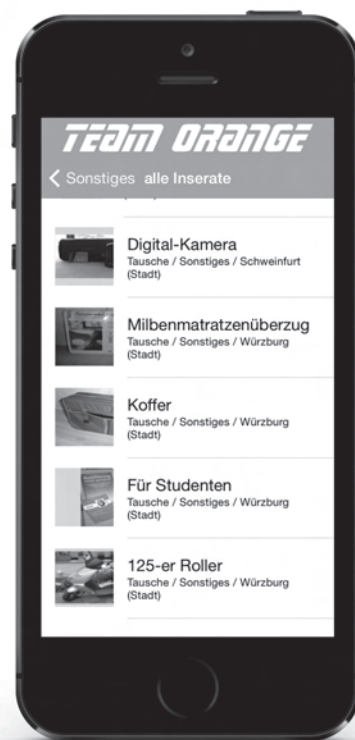 TEAM ORANGE
Sonstiges alle Inserate
Digital-Kamera
Tausche / Sonstiges / Schweinfurt
(Stadt)
Milbenmatratzenüberzug
Tausche / Sonstiges / Würzburg
(Stadt)
Koffer
Tausche / Sonstiges / Würzburg
(Stadt)
Für Studenten
Tausche / Sonstiges / Würzburg
(Stadt)
125-er Roller
Tausche / Sonstiges / Würzburg
(Stadt)